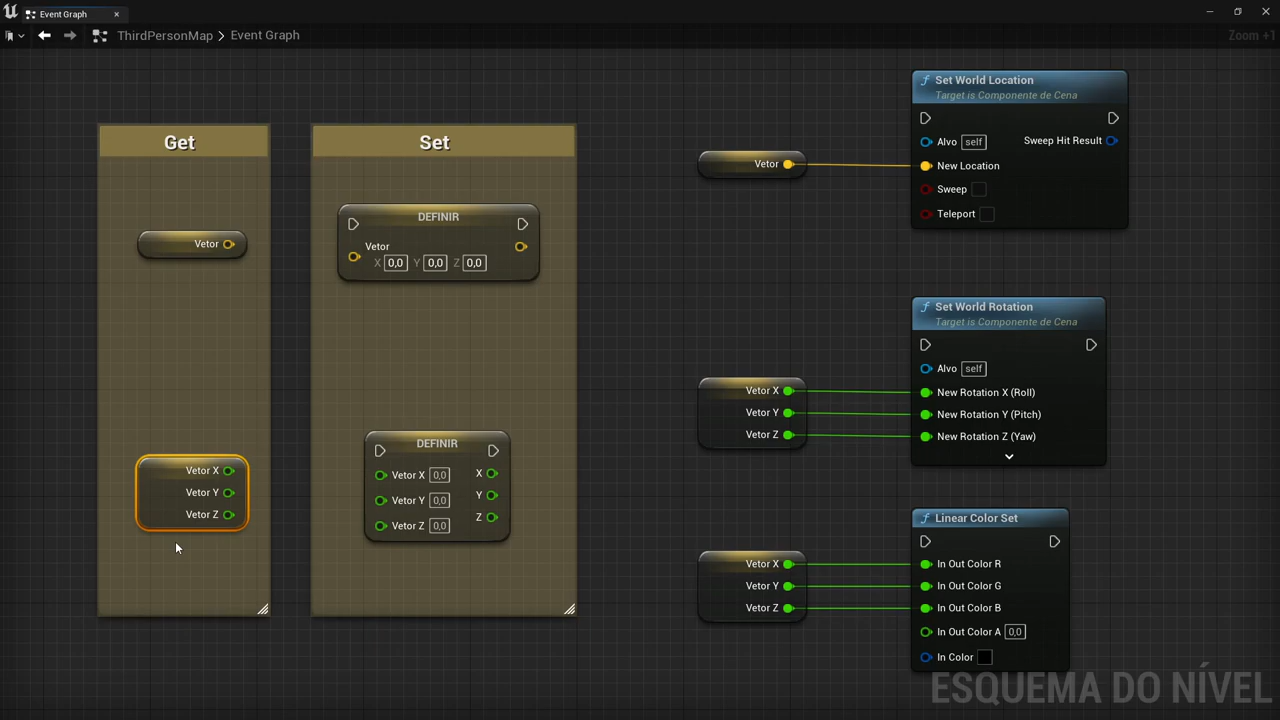 Event Graph
ThirdPersonMap > Event Graph
Zoom +1
Get
Vetor
Vetor X
Vetor Y
Vetor Z
Set
DEFINIR
Vetor
X 0,0 Y 0,0 Z 0,0
DEFINIR
Vetor X 0,0 X
Vetor Y 0,0 Y
Vetor Z 0,0 Z
Vetor
Set World Location
Target is Componente de Cena
Alvo self Sweep Hit Result
New Location
Sweep
Teleport
Vetor X
Vetor Y
Vetor Z
Set World Rotation
Target is Componente de Cena
Alvo self
New Rotation X (Roll)
New Rotation Y (Pitch)
New Rotation Z (Yaw)
Vetor X
Vetor Y
Vetor Z
Linear Color Set
In Out Color R
In Out Color G
In Out Color B
In Out Color A 0,0
In Color
ESQUEMA DO NÍVEL